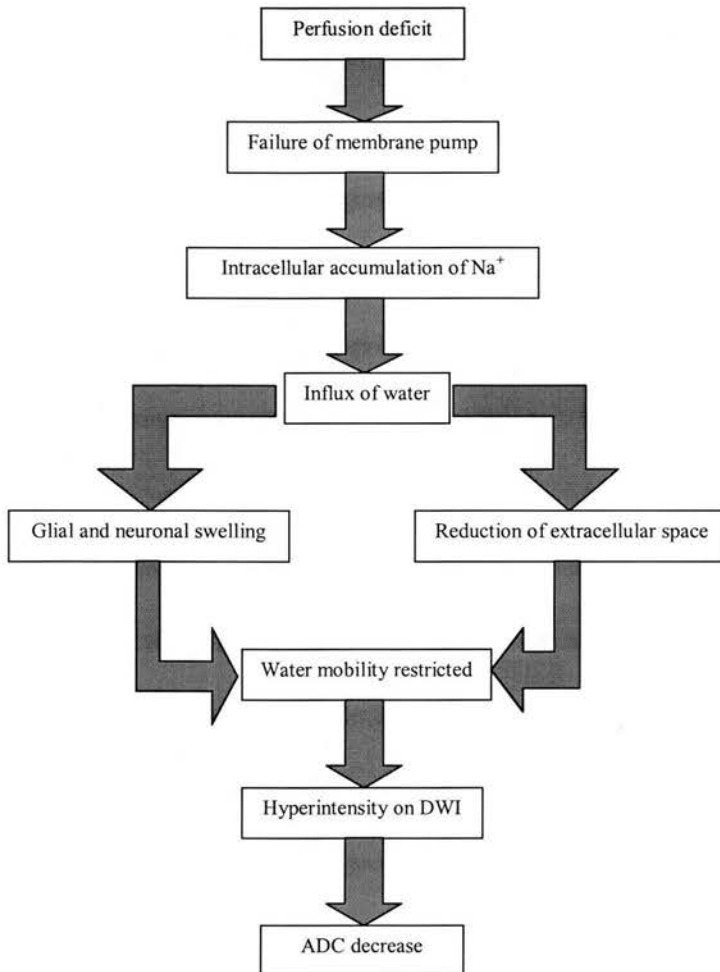 Perfusion deficit
Failure of membrane pump
Intracellular accumulation of Na⁺
Influx of water
Glial and neuronal swelling
Reduction of extracellular space
Water mobility restricted
Hyperintensity on DWI
ADC decrease